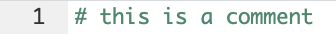 1 # this is a comment